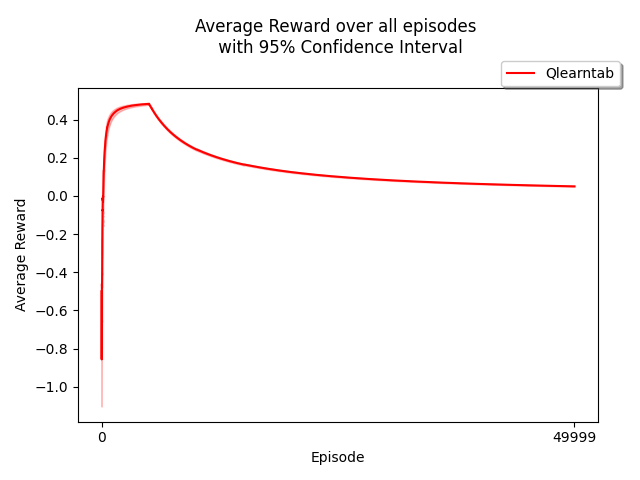 Average Reward over all episodes
with 95% Confidence Interval
Qlearntab
0.4
0.2
0.0
−0.2
−0.4
−0.6
−0.8
−1.0
Average Reward
0
49999
Episode